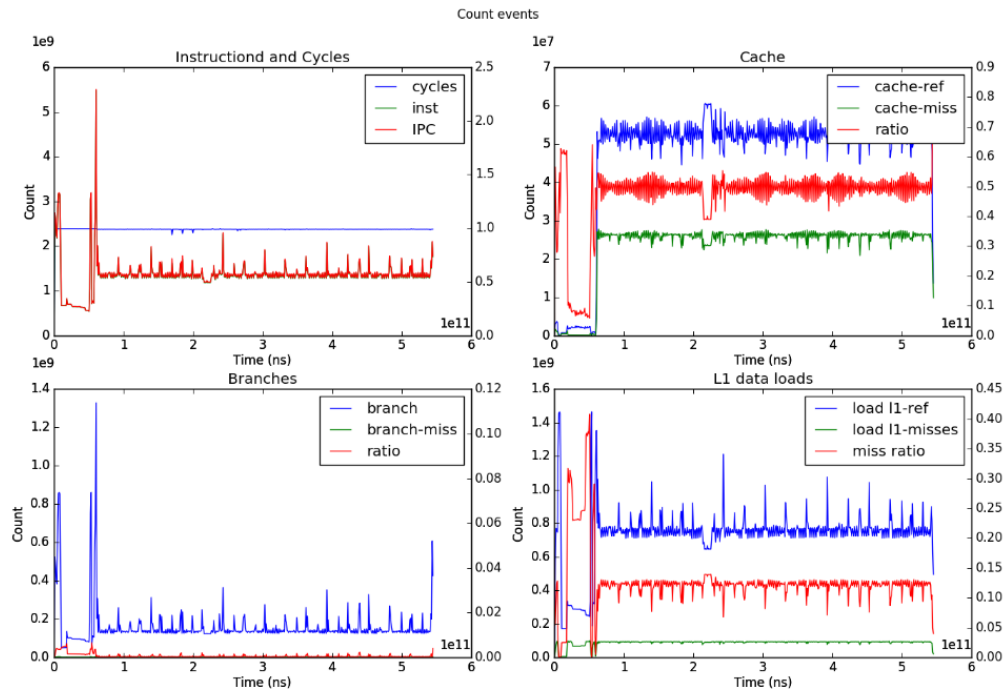 Count events
1e9
Instructiond and Cycles
6
5
4
3
2
1
0
2.5
2.0
1.5
1.0
0.5
0.0
cycles
inst
IPC
Count
0 1 2 3 4 5 6
1e11
Time (ns)
1e7
Cache
7
6
5
4
3
2
1
0
0.9
0.8
0.7
0.6
0.5
0.4
0.3
0.2
0.1
0.0
cache-ref
cache-miss
ratio
Count
0 1 2 3 4 5 6
1e11
Time (ns)
1e9
Branches
1.4
1.2
1.0
0.8
0.6
0.4
0.2
0.0
0.12
0.10
0.08
0.06
0.04
0.02
0.00
branch
branch-miss
ratio
Count
0 1 2 3 4 5 6
1e11
Time (ns)
1e9
L1 data loads
1.6
1.4
1.2
1.0
0.8
0.6
0.4
0.2
0.0
0.45
0.40
0.35
0.30
0.25
0.20
0.15
0.10
0.05
0.00
load l1-ref
load l1-misses
miss ratio
Count
0 1 2 3 4 5 6
1e11
Time (ns)